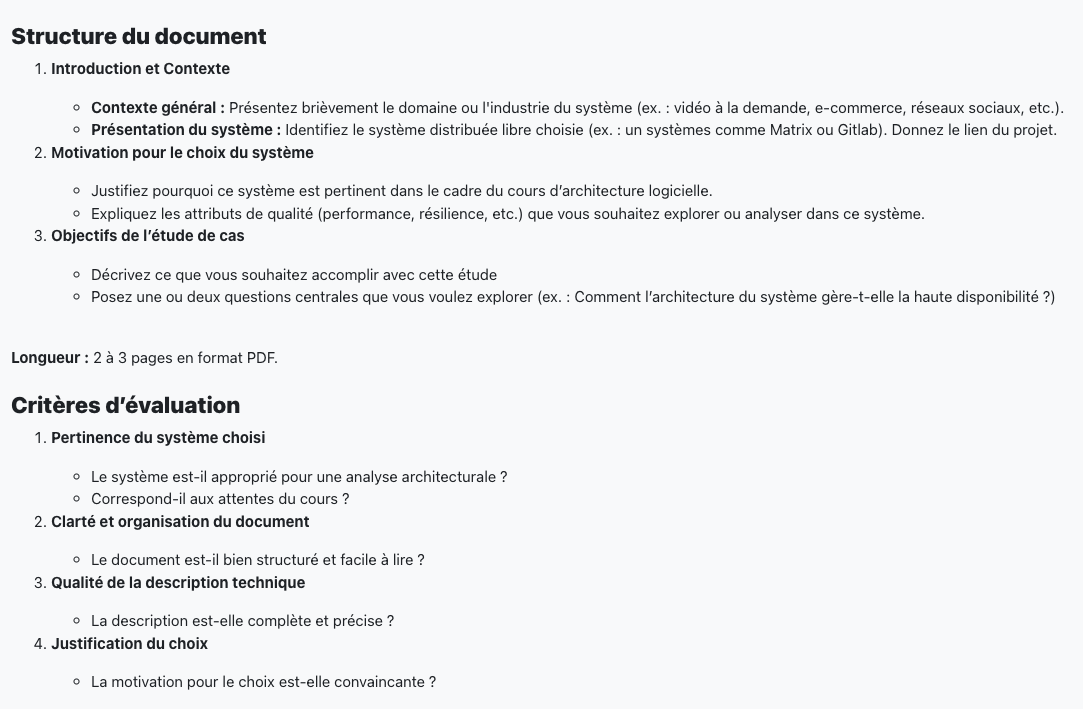 Structure du document
1. Introduction et Contexte
◦ Contexte général : Présentez brièvement le domaine ou l'industrie du système (ex. : vidéo à la demande, e-commerce, réseaux sociaux, etc.).
◦ Présentation du système : Identifiez le système distribuée libre choisie (ex. : un systèmes comme Matrix ou Gitlab). Donnez le lien du projet.
2. Motivation pour le choix du système
◦ Justifiez pourquoi ce système est pertinent dans le cadre du cours d’architecture logicielle.
◦ Expliquez les attributs de qualité (performance, résilience, etc.) que vous souhaitez explorer ou analyser dans ce système.
3. Objectifs de l’étude de cas
◦ Décrivez ce que vous souhaitez accomplir avec cette étude
◦ Posez une ou deux questions centrales que vous voulez explorer (ex. : Comment l’architecture du système gère-t-elle la haute disponibilité ?)
Longueur : 2 à 3 pages en format PDF.
Critères d’évaluation
1. Pertinence du système choisi
◦ Le système est-il approprié pour une analyse architecturale ?
◦ Correspond-il aux attentes du cours ?
2. Clarté et organisation du document
◦ Le document est-il bien structuré et facile à lire ?
3. Qualité de la description technique
◦ La description est-elle complète et précise ?
4. Justification du choix
◦ La motivation pour le choix est-elle convaincante ?